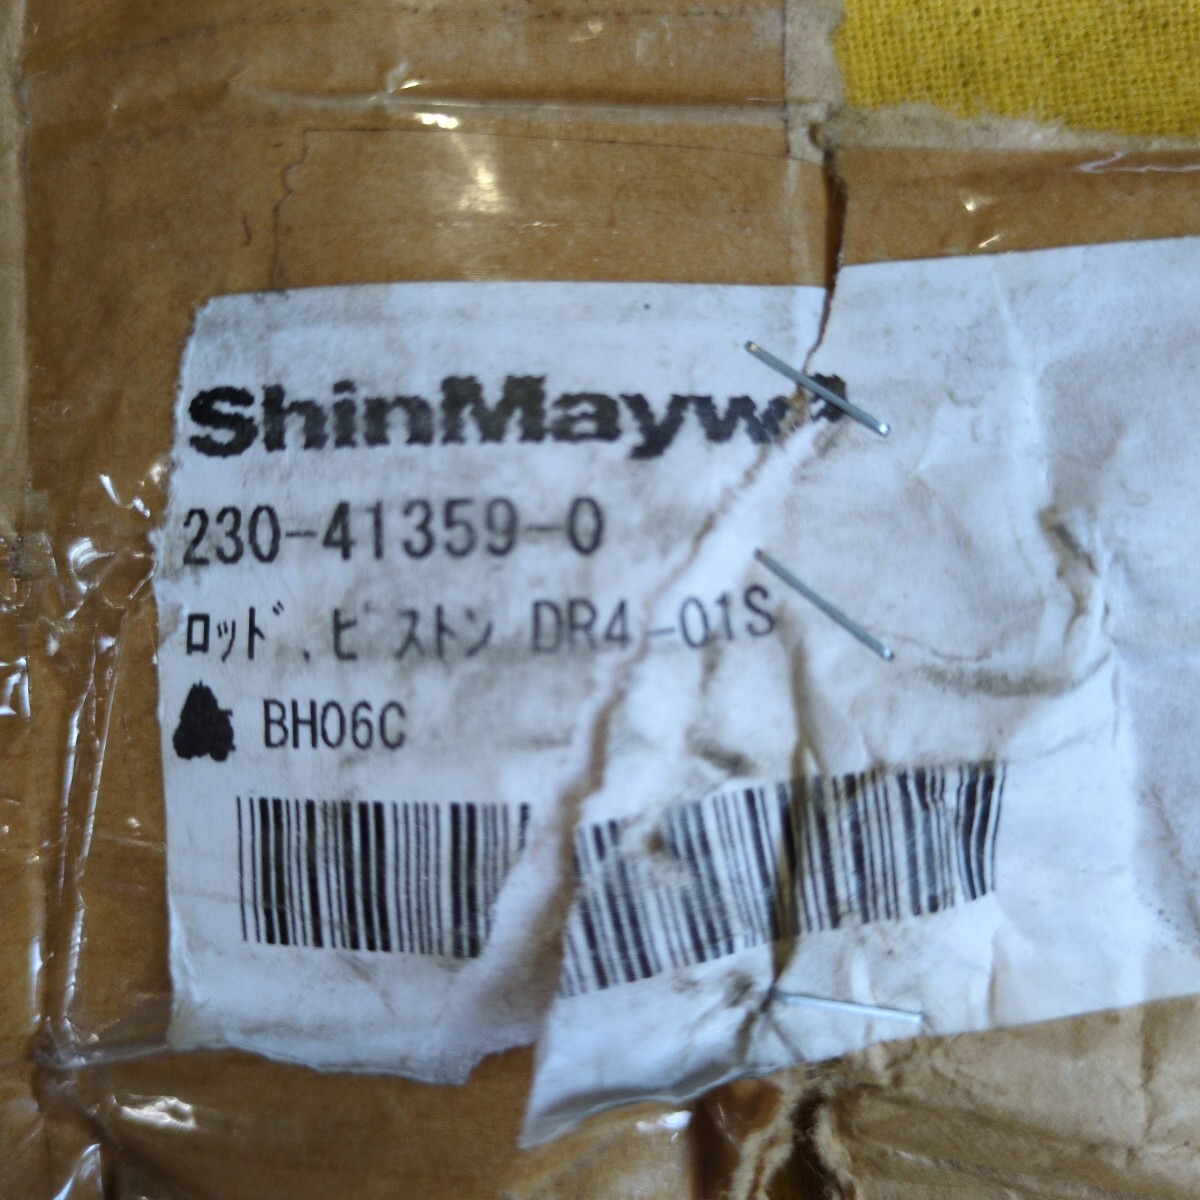 ShinMaywa
230-41359-0
ﾛｯﾄﾞ,ﾋﾟｽﾄﾝ DR4-01S
BH06C